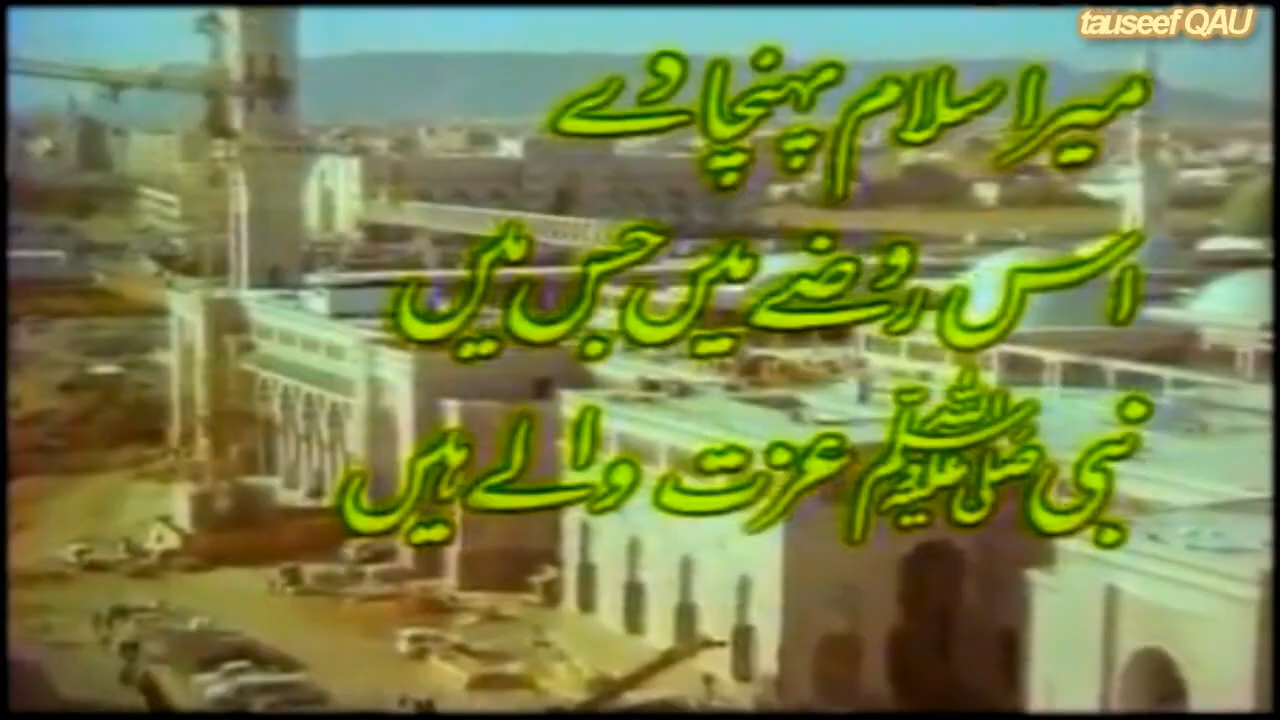 tauseef QAU
میرا سلام پہنچا دے
اس روضے میں جس میں
نبی صلی اللہ علیہ وسلم عزت والے ہیں